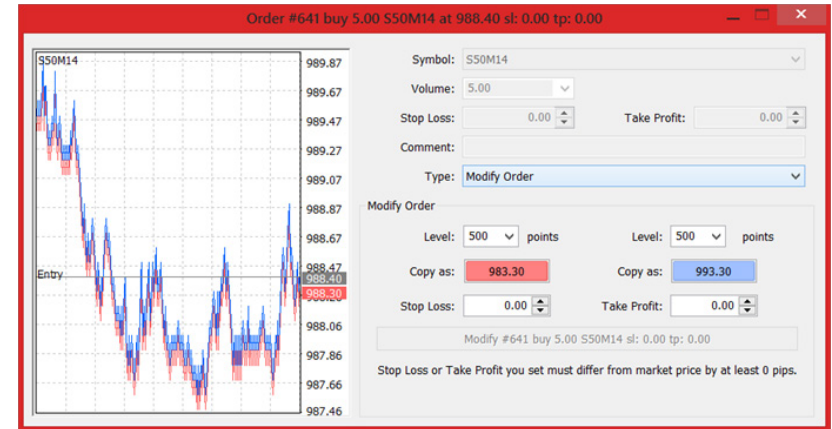 Order #641 buy 5.00 S50M14 at 988.40 sl: 0.00 tp: 0.00
S50M14
989.87
989.67
989.47
989.27
989.07
988.87
988.67
988.47
Entry
988.40
988.30
988.06
987.86
987.66
987.46
Symbol: S50M14
Volume: 5.00
Stop Loss: 0.00 Take Profit: 0.00
Comment:
Type: Modify Order
Modify Order
Level: 500 points Level: 500 points
Copy as: 983.30 Copy as: 993.30
Stop Loss: 0.00 Take Profit: 0.00
Modify #641 buy 5.00 S50M14 sl: 0.00 tp: 0.00
Stop Loss or Take Profit you set must differ from market price by at least 0 pips.